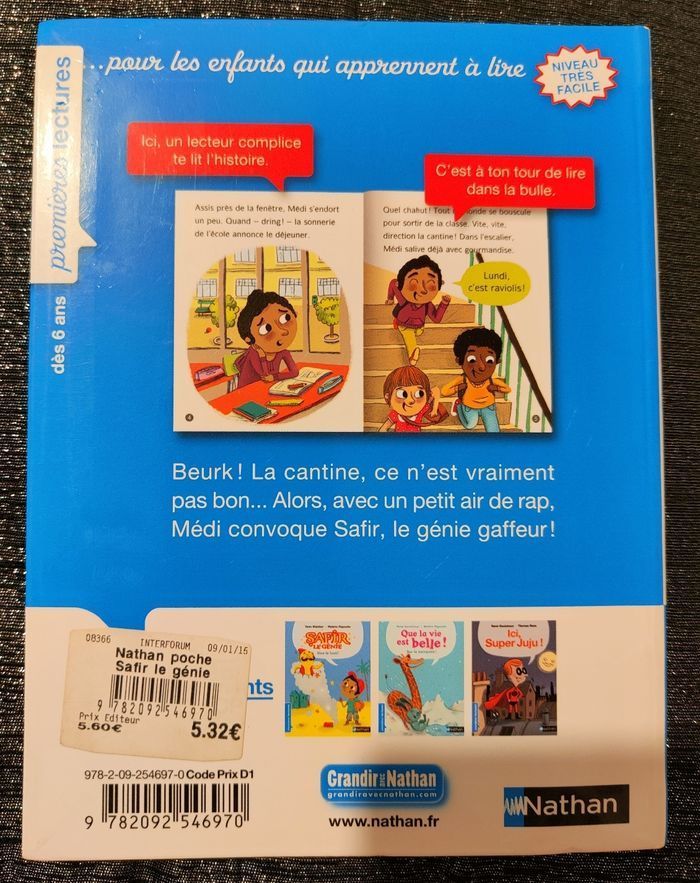 ...pour les enfants qui apprennent à lire
NIVEAU
TRÈS
FACILE
premières lectures
dès 6 ans
Ici, un lecteur complice
te lit l'histoire.
C'est à ton tour de lire
dans la bulle.
Assis près de la fenêtre, Médi s'endort
un peu. Quand – dring! – la sonnerie
de l'école annonce le déjeuner.
4
Quel chahut! Tout monde se bouscule
pour sortir de la classe. Vite, vite,
direction la cantine! Dans l'escalier,
Médi salive déjà avec gourmandise.
Lundi,
c'est raviolis!
5
Beurk! La cantine, ce n'est vraiment
pas bon... Alors, avec un petit air de rap,
Médi convoque Safir, le génie gaffeur!
08366 INTERFORUM 09/01/16
Nathan poche
Safir le génie
9 782092 546970
Prix Editeur
5.60€ 5.32€
nts
SAFIR
LE GÉNIE
Que la vie
est belle!
Ici,
Super Juju!
978-2-09-254697-0 Code Prix D1
9 782092 546970
Grandir avec Nathan
grandiravecnathan.com
www.nathan.fr
Nathan